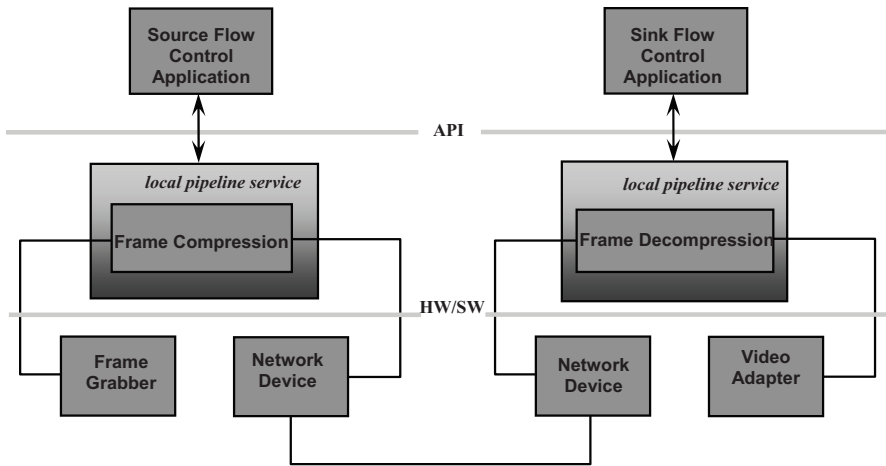 Source Flow
Control
Application
Sink Flow
Control
Application
API
local pipeline service
Frame Compression
local pipeline service
Frame Decompression
HW/SW
Frame
Grabber
Network
Device
Network
Device
Video
Adapter